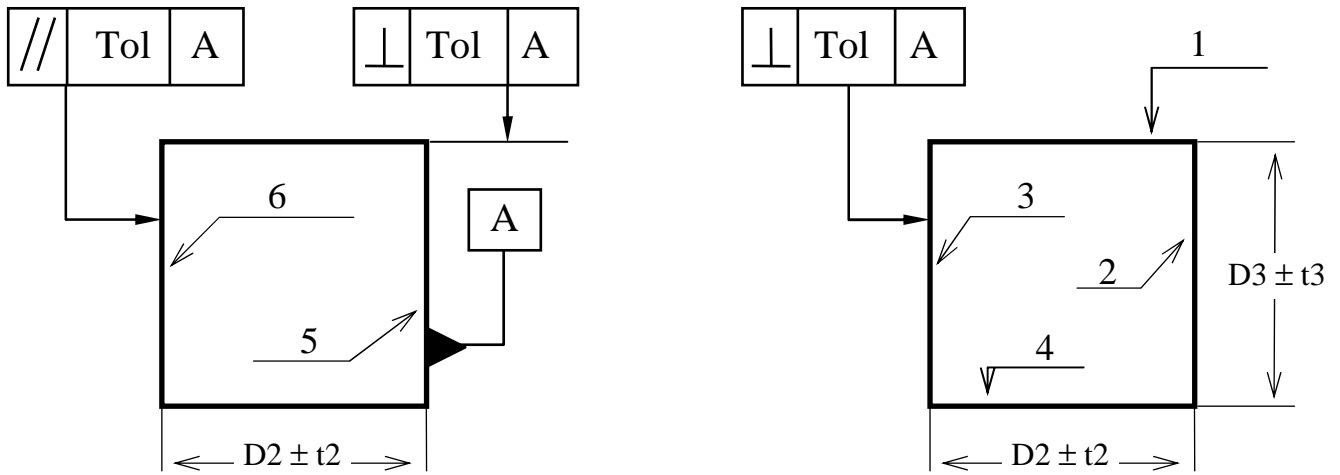 // Tol A
⊥ Tol A
⊥ Tol A
1
6
A
5
D2 ± t2
3
2
4
D3 ± t3
D2 ± t2